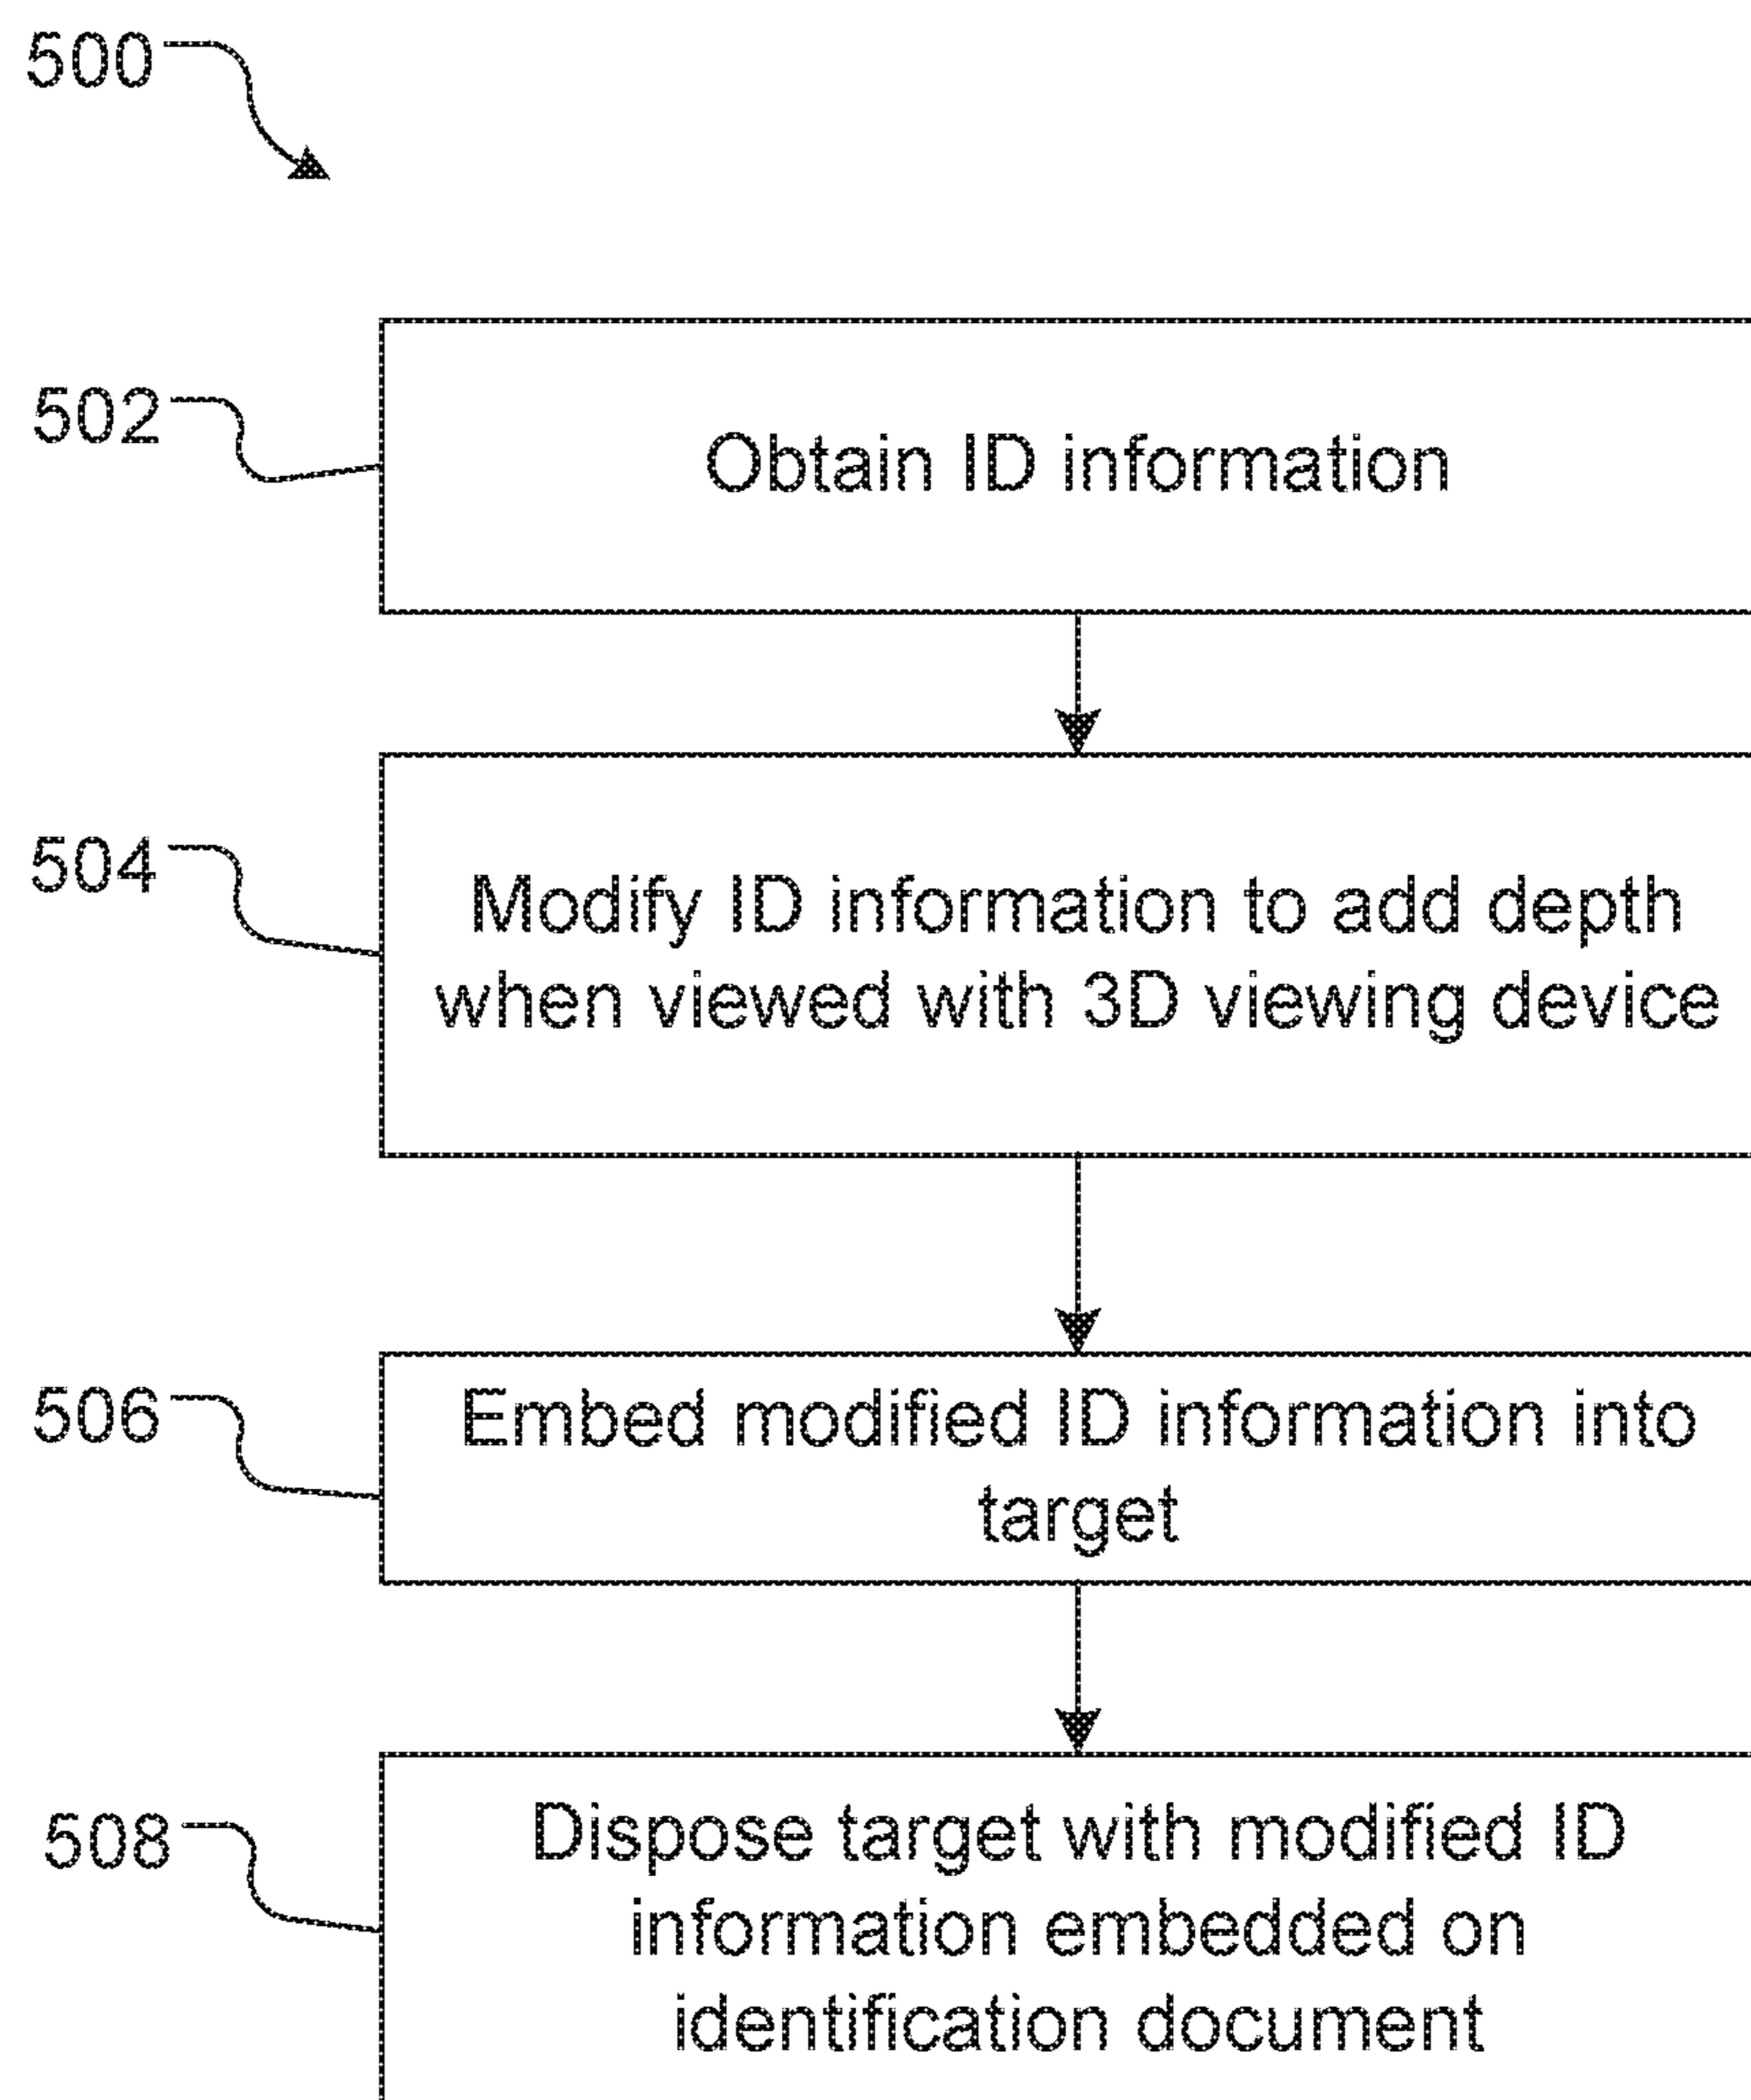 500
502
Obtain ID information
504
Modify ID information to add depth
when viewed with 3D viewing device
506
Embed modified ID information into
target
508
Dispose target with modified ID
information embedded on
identification document